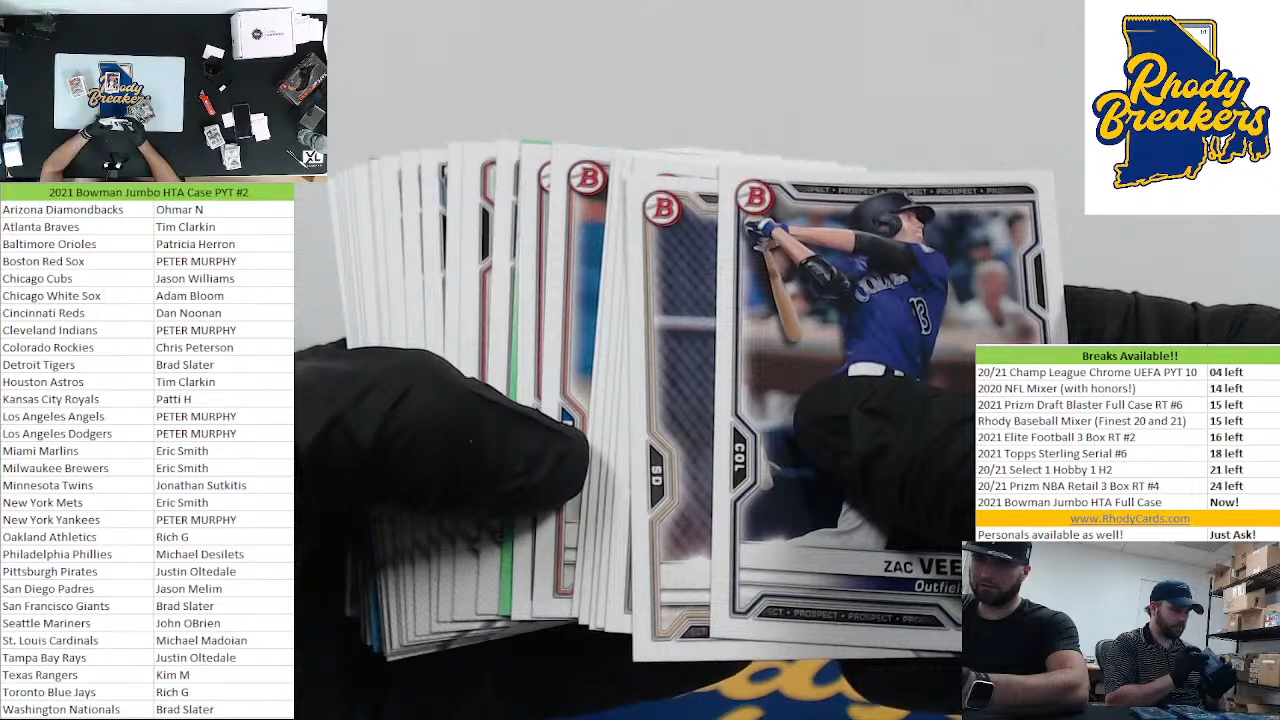 Rhody
Breakers
XL
2021 Bowman Jumbo HTA Case PYT #2
Arizona Diamondbacks Ohmar N
Atlanta Braves Tim Clarkin
Baltimore Orioles Patricia Herron
Boston Red Sox PETER MURPHY
Chicago Cubs Jason Williams
Chicago White Sox Adam Bloom
Cincinnati Reds Dan Noonan
Cleveland Indians PETER MURPHY
Colorado Rockies Chris Peterson
Detroit Tigers Brad Slater
Houston Astros Tim Clarkin
Kansas City Royals Patti H
Los Angeles Angels PETER MURPHY
Los Angeles Dodgers PETER MURPHY
Miami Marlins Eric Smith
Milwaukee Brewers Eric Smith
Minnesota Twins Jonathan Sutkitis
New York Mets Eric Smith
New York Yankees PETER MURPHY
Oakland Athletics Rich G
Philadelphia Phillies Michael Desilets
Pittsburgh Pirates Justin Oltedale
San Diego Padres Jason Melim
San Francisco Giants Brad Slater
Seattle Mariners John OBrien
St. Louis Cardinals Michael Madoian
Tampa Bay Rays Justin Oltedale
Texas Rangers Kim M
Toronto Blue Jays Rich G
Washington Nationals Brad Slater
B
B
SD
B
PROSPECT
13
COL
ZAC VEE
Outfiel
PROSPECT
Rhody
Breakers
Breaks Available!!
20/21 Champ League Chrome UEFA PYT 10 04 left
2020 NFL Mixer (with honors!) 14 left
2021 Prizm Draft Blaster Full Case RT #6 15 left
Rhody Baseball Mixer (Finest 20 and 21) 15 left
2021 Elite Football 3 Box RT #2 16 left
2021 Topps Sterling Serial #6 18 left
20/21 Select 1 Hobby 1 H2 21 left
20/21 Prizm NBA Retail 3 Box RT #4 24 left
2021 Bowman Jumbo HTA Full Case Now!
www.RhodyCards.com
Personals available as well! Just Ask!